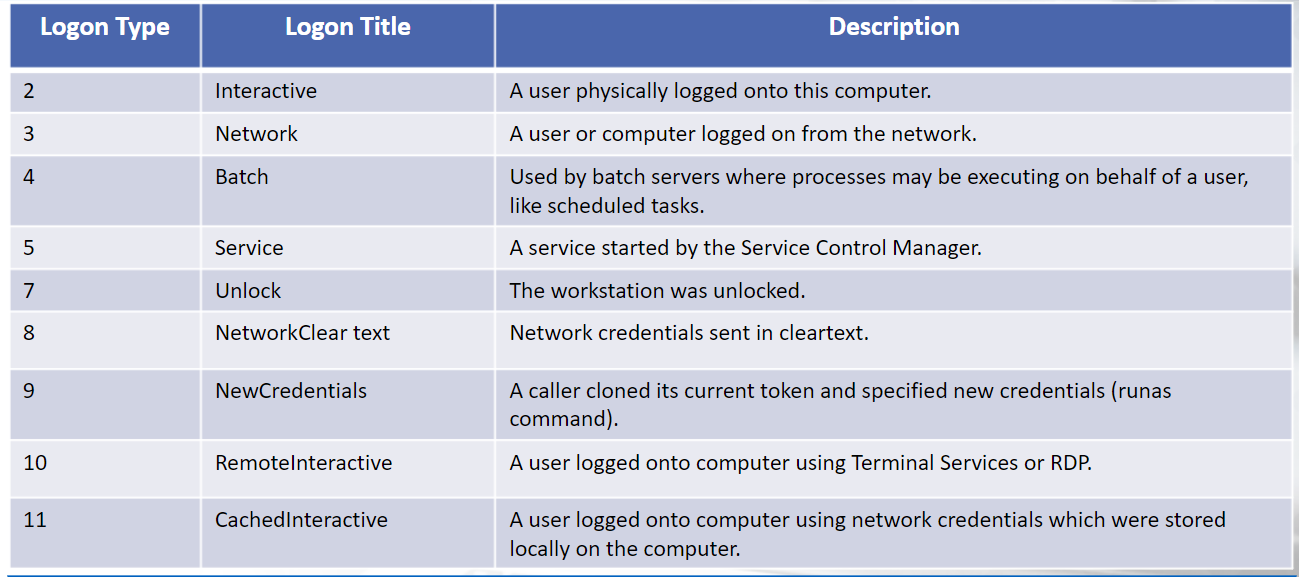 Logon Type Logon Title Description
2 Interactive A user physically logged onto this computer.
3 Network A user or computer logged on from the network.
4 Batch Used by batch servers where processes may be executing on behalf of a user,
like scheduled tasks.
5 Service A service started by the Service Control Manager.
7 Unlock The workstation was unlocked.
8 NetworkClear text Network credentials sent in cleartext.
9 NewCredentials A caller cloned its current token and specified new credentials (runas
command).
10 RemoteInteractive A user logged onto computer using Terminal Services or RDP.
11 CachedInteractive A user logged onto computer using network credentials which were stored
locally on the computer.